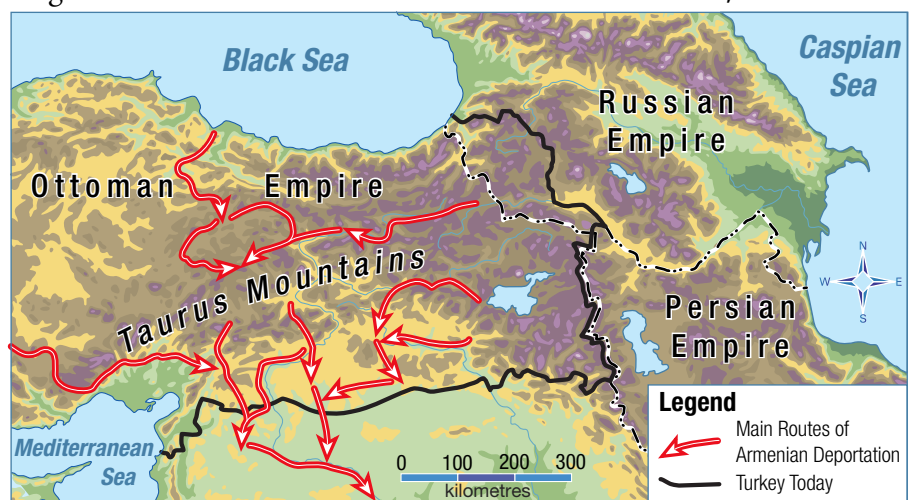 Black Sea
Caspian
Sea
Russian
Empire
Ottoman Empire
Taurus Mountains
Persian
Empire
N
W E
S
Mediterranean
Sea
0 100 200 300
kilometres
Legend
Main Routes of
Armenian Deportation
Turkey Today